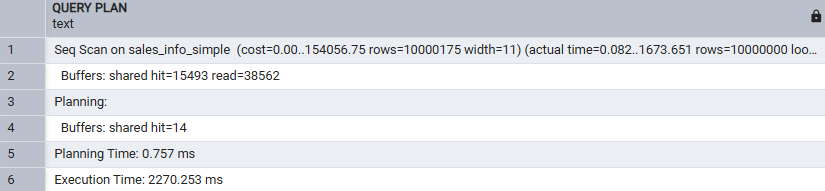 QUERY PLAN
text
1 Seq Scan on sales_info_simple (cost=0.00..154056.75 rows=10000175 width=11) (actual time=0.082..1673.651 rows=10000000 loo...
2 Buffers: shared hit=15493 read=38562
3 Planning:
4 Buffers: shared hit=14
5 Planning Time: 0.757 ms
6 Execution Time: 2270.253 ms